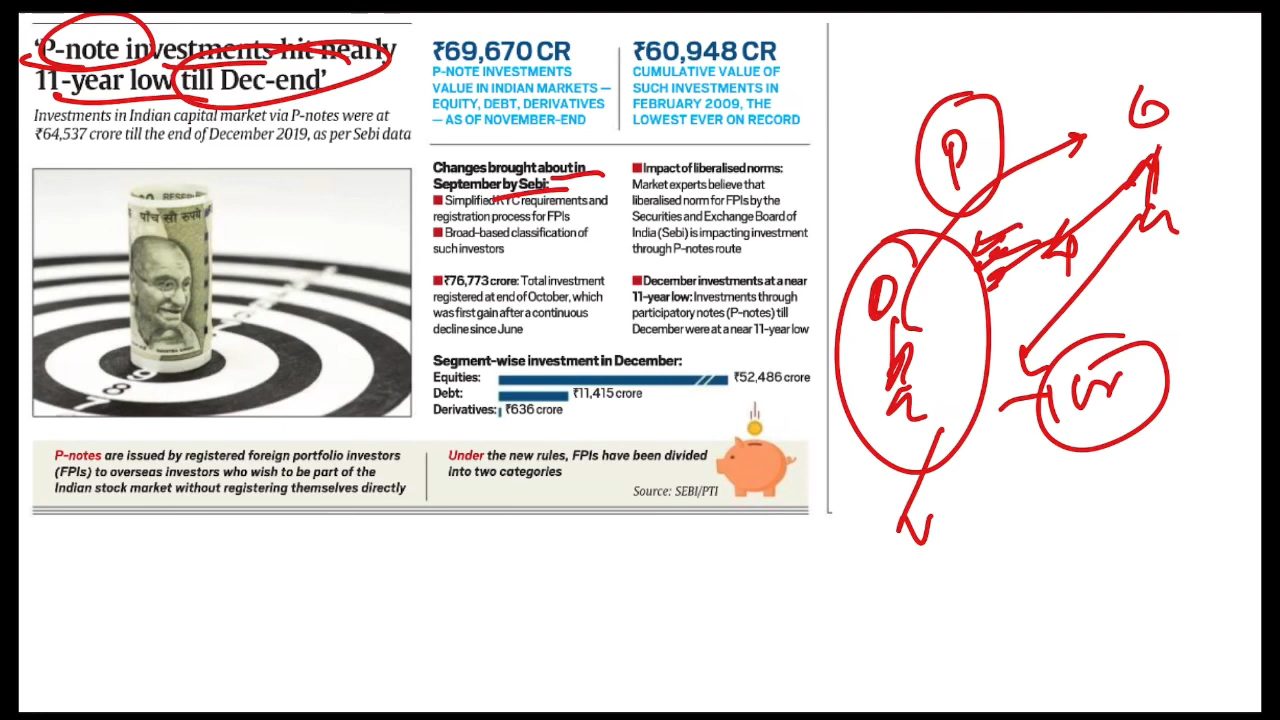 ‘P-note investments hit nearly
11-year low till Dec-end’
Investments in Indian capital market via P-notes were at
₹64,537 crore till the end of December 2019, as per Sebi data
RESERV
पाँच सौ रुपये
₹69,670 CR
P-NOTE INVESTMENTS
VALUE IN INDIAN MARKETS —
EQUITY, DEBT, DERIVATIVES
— AS OF NOVEMBER-END
₹60,948 CR
CUMULATIVE VALUE OF
SUCH INVESTMENTS IN
FEBRUARY 2009, THE
LOWEST EVER ON RECORD
Changes brought about in
September by Sebi:
Simplified KYC requirements and
registration process for FPIs
Broad-based classification of
such investors
₹76,773 crore: Total investment
registered at end of October, which
was first gain after a continuous
decline since June
Impact of liberalised norms:
Market experts believe that
liberalised norm for FPIs by the
Securities and Exchange Board of
India (Sebi) is impacting investment
through P-notes route
December investments at a near
11-year low: Investments through
participatory notes (P-notes) till
December were at a near 11-year low
Segment-wise investment in December:
Equities: ₹52,486 crore
Debt: ₹11,415 crore
Derivatives: ₹636 crore
P-notes are issued by registered foreign portfolio investors
(FPIs) to overseas investors who wish to be part of the
Indian stock market without registering themselves directly
Under the new rules, FPIs have been divided
into two categories
Source: SEBI/PTI
P